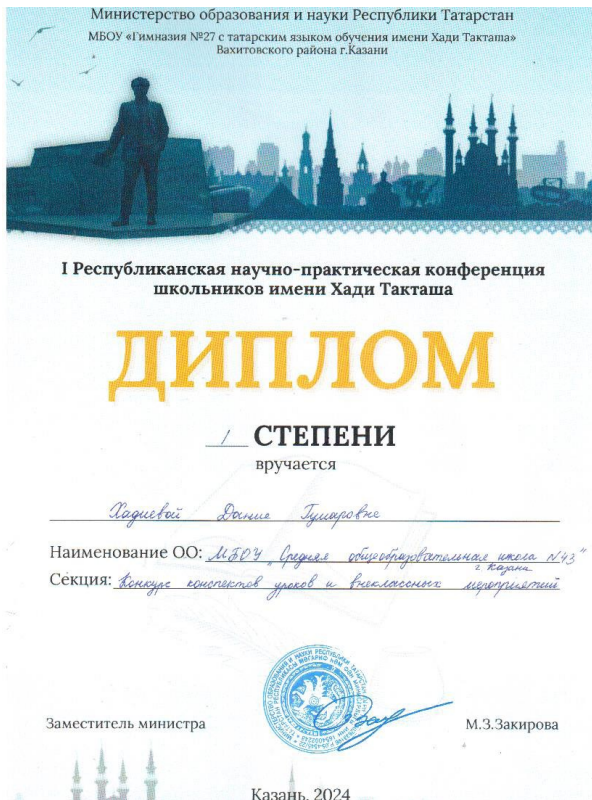 Министерство образования и науки Республики Татарстан
МБОУ «Гимназия №27 с татарским языком обучения имени Хади Такташа»
Вахитовского района г.Казани
I Республиканская научно-практическая конференция
школьников имени Хади Такташа
ДИПЛОМ
I СТЕПЕНИ
вручается
Хадиевой Дание Гумаровне
Наименование ОО: МБОУ "Средняя общеобразовательная школа №43"
г. Казани
Секция: Конкурс конспектов уроков и внеклассных мероприятий
Заместитель министра
М.З.Закирова
Казань, 2024